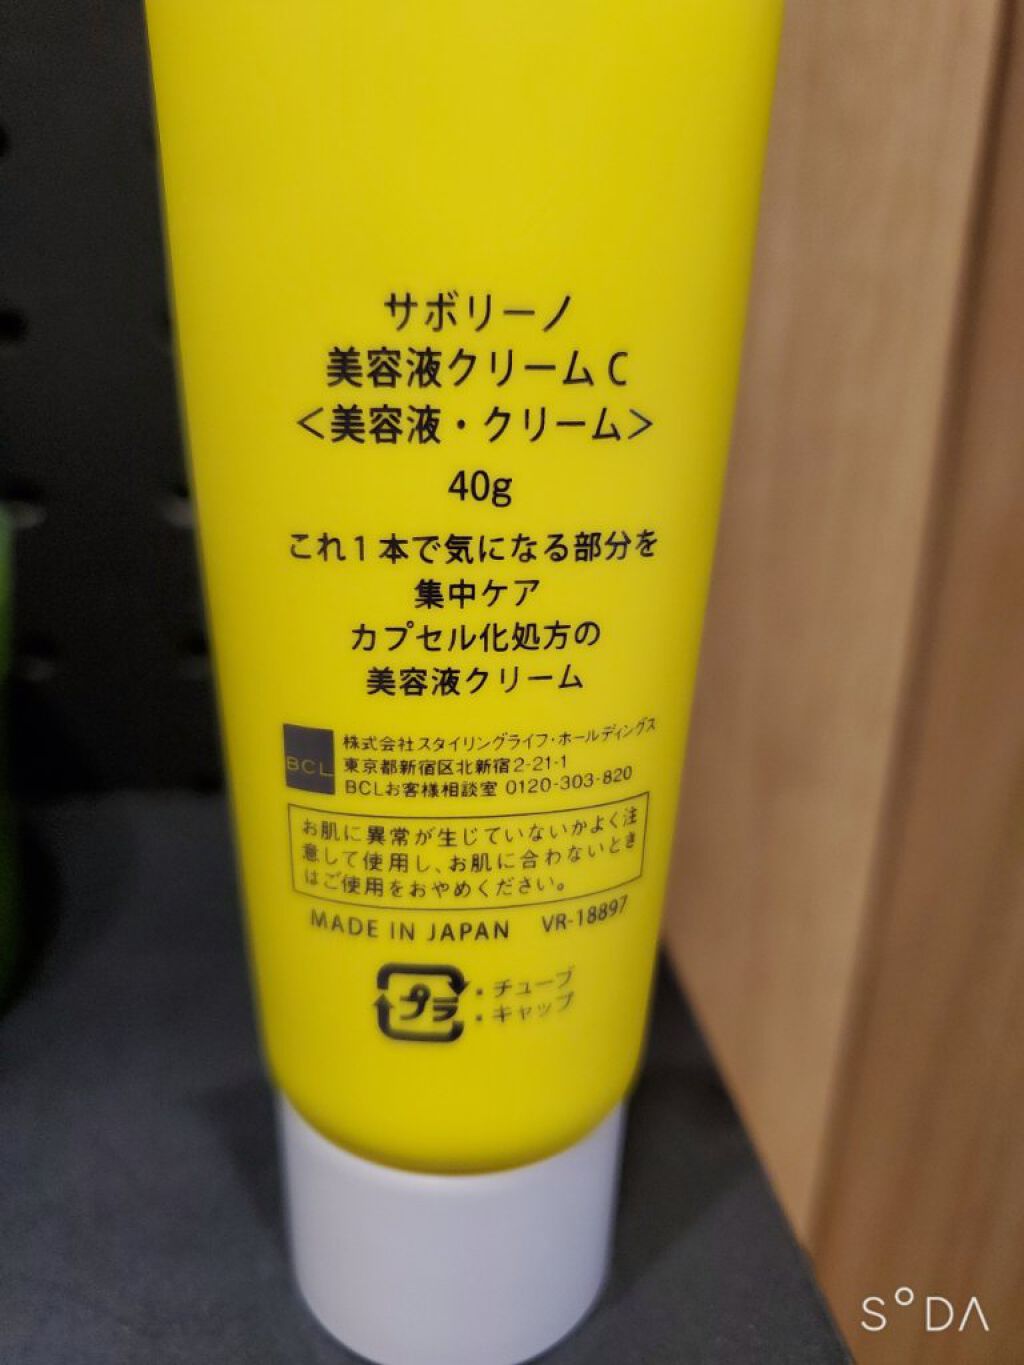 サボリーノ
美容液クリームC
＜美容液・クリーム＞
40g
これ1本で気になる部分を
集中ケア
カプセル化処方の
美容液クリーム
BCL
株式会社スタイリングライフ・ホールディングス
東京都新宿区北新宿2-21-1
BCLお客様相談室 0120-303-820
お肌に異常が生じていないかよく注
意して使用し、お肌に合わないとき
はご使用をおやめください。
MADE IN JAPAN VR-18897
プラ
・チューブ
・キャップ
SODA